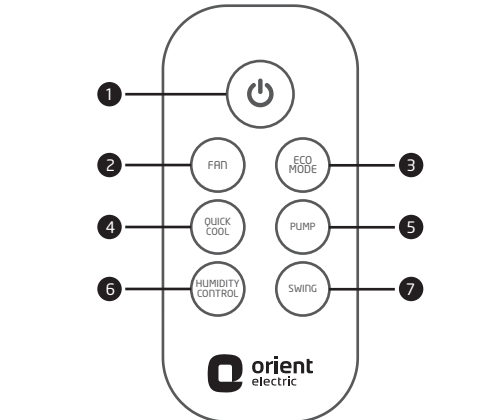 1
2 FAN ECO MODE 3
4 QUICK COOL PUMP 5
6 HUMIDITY CONTROL SWING 7
orient
electric